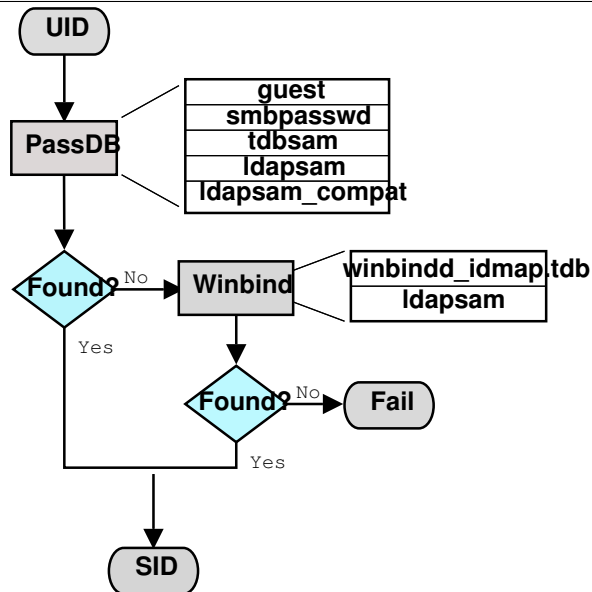 UID
PassDB
guest
smbpasswd
tdbsam
ldapsam
ldapsam_compat
Found?
No
Winbind
winbindd_idmap.tdb
ldapsam
Yes
Found?
No
Fail
Yes
SID